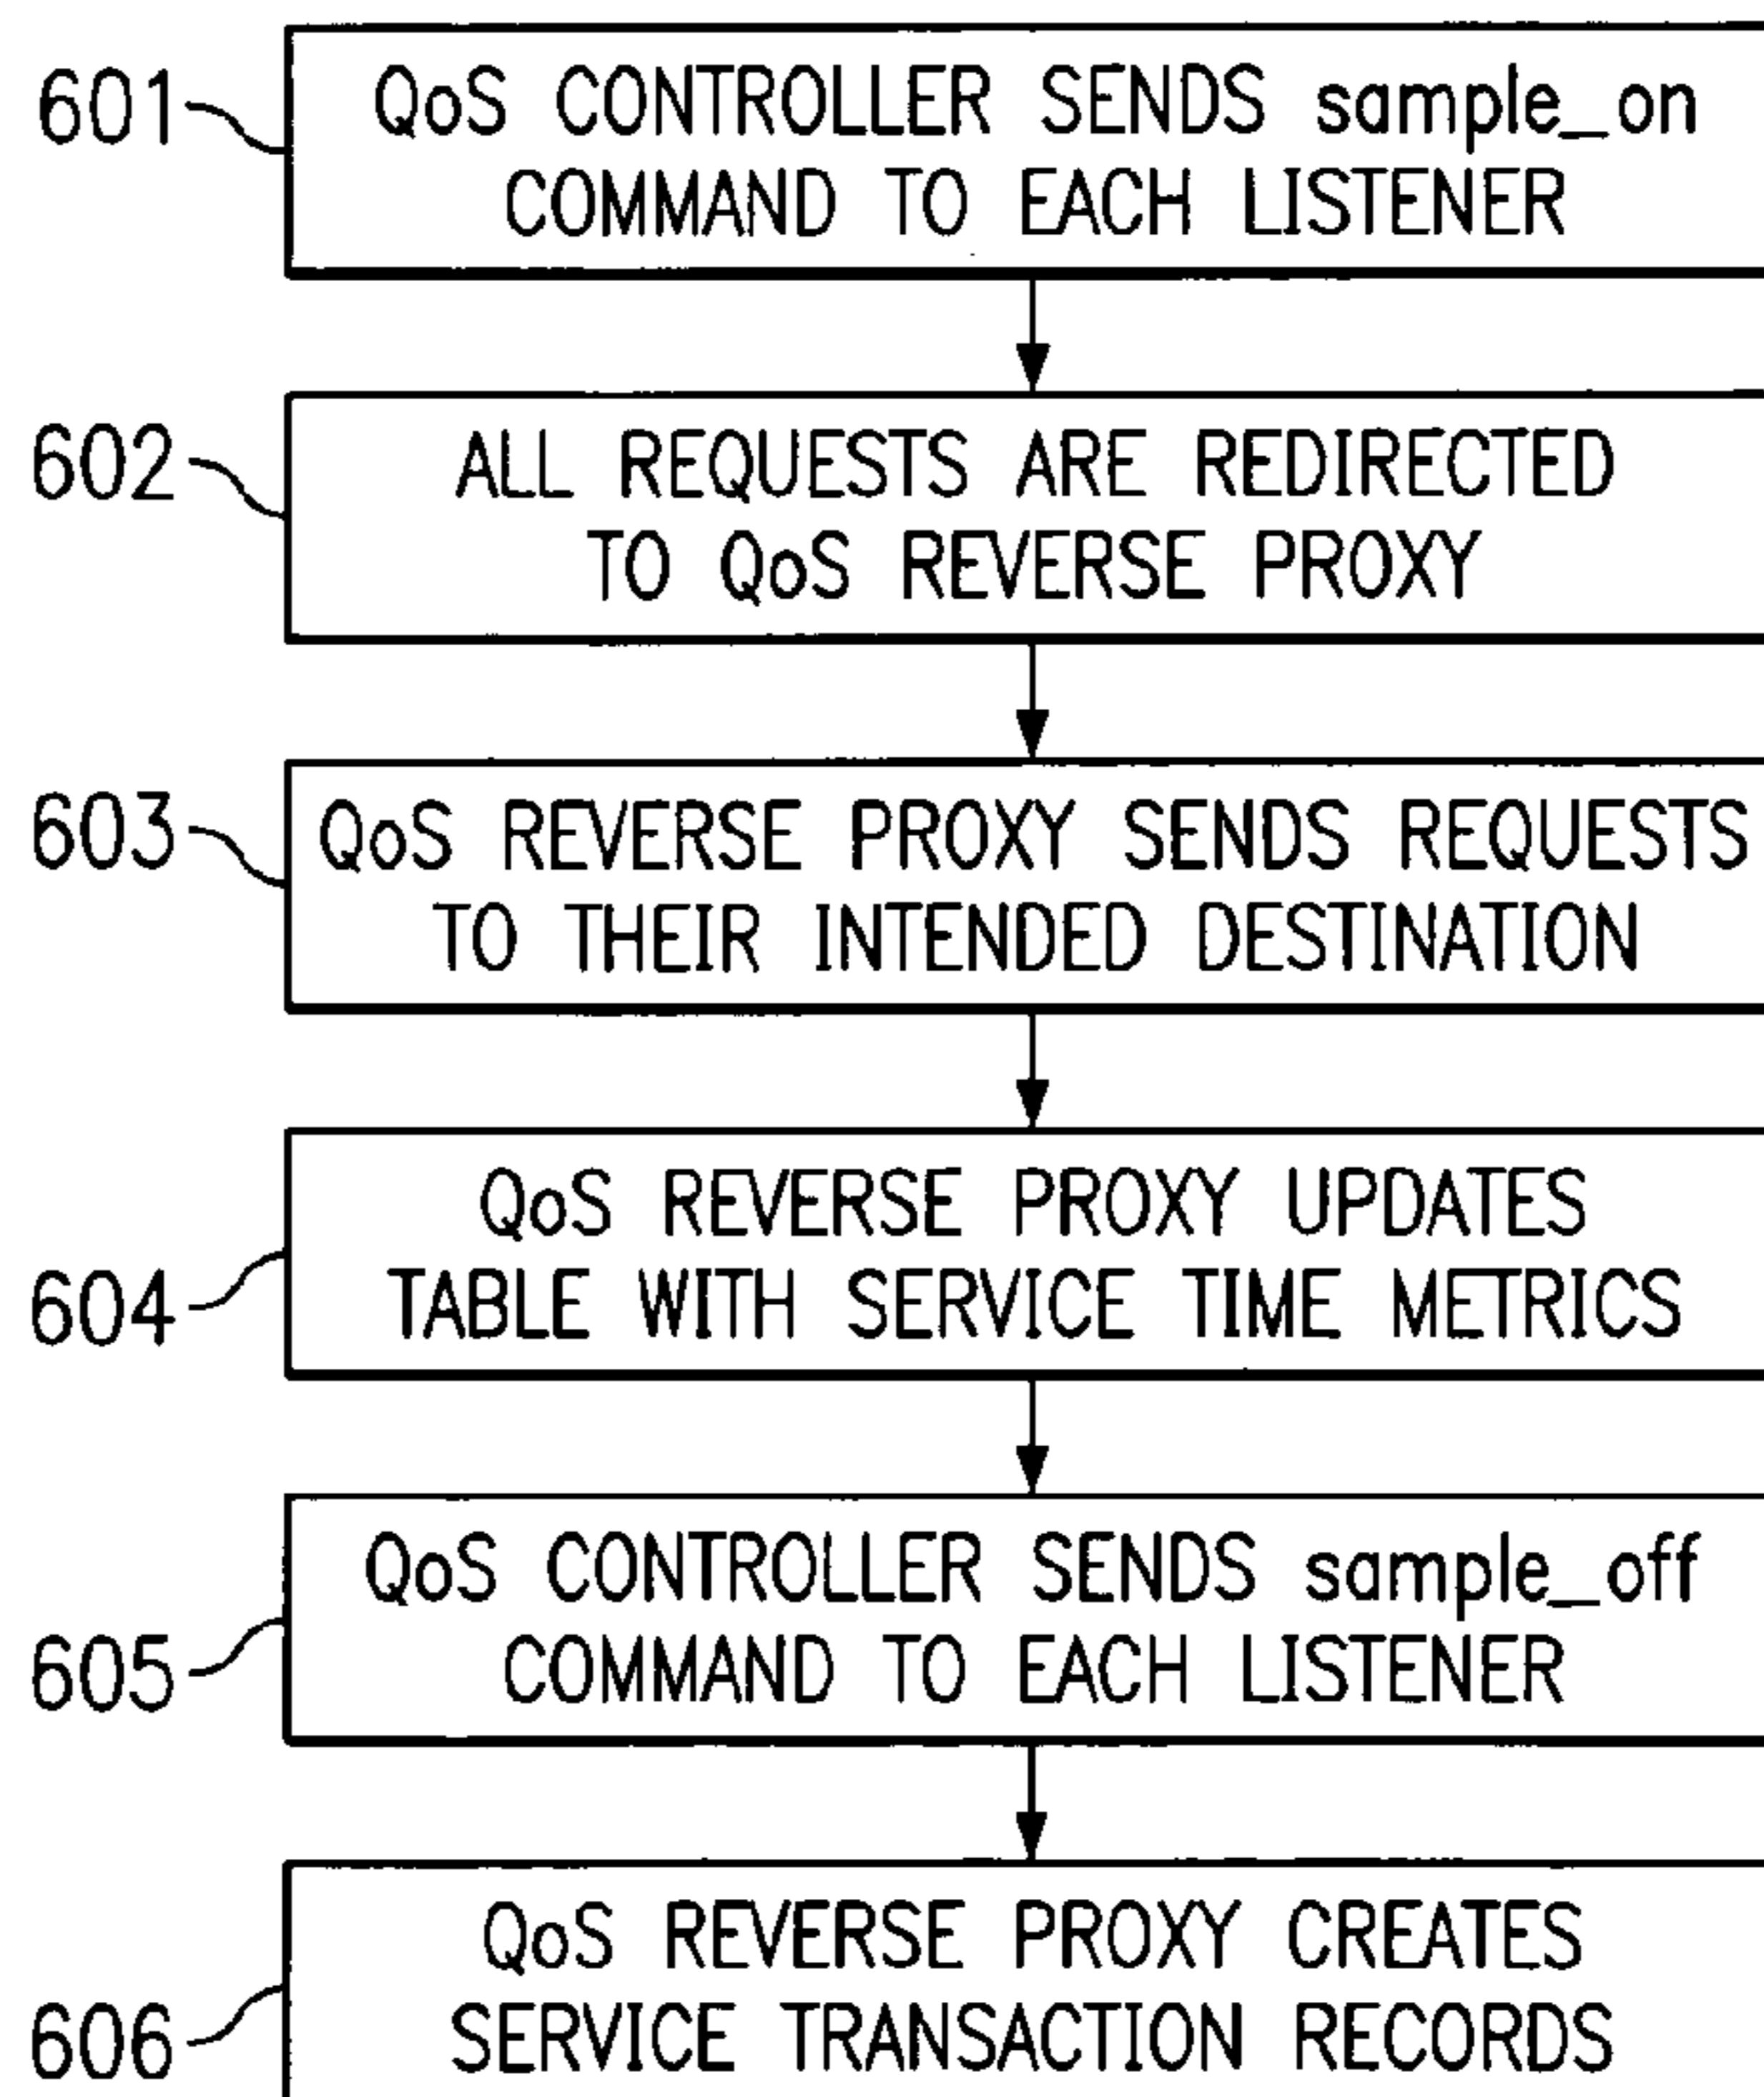 601 QoS CONTROLLER SENDS sample_on
COMMAND TO EACH LISTENER
602 ALL REQUESTS ARE REDIRECTED
TO QoS REVERSE PROXY
603 QoS REVERSE PROXY SENDS REQUESTS
TO THEIR INTENDED DESTINATION
QoS REVERSE PROXY UPDATES
604 TABLE WITH SERVICE TIME METRICS
QoS CONTROLLER SENDS sample_off
605 COMMAND TO EACH LISTENER
QoS REVERSE PROXY CREATES
606 SERVICE TRANSACTION RECORDS